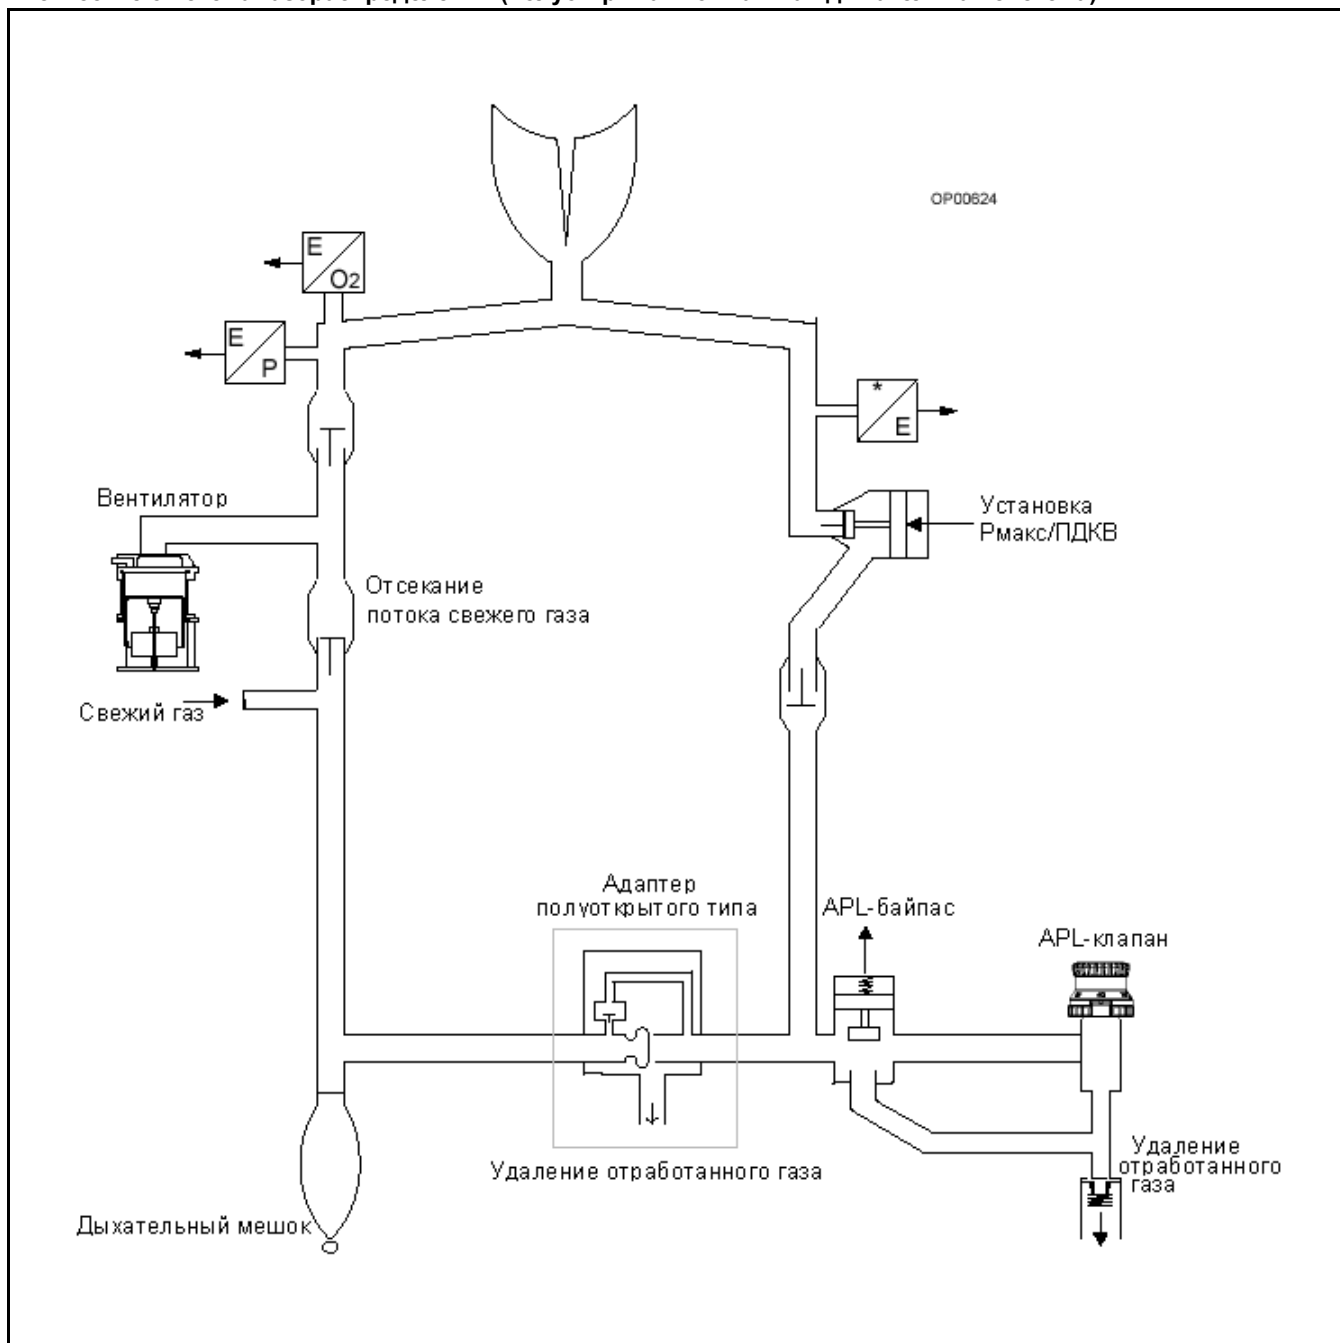 OP00624
E
O2
E
P
*
E
Вентилятор
Установка
Рмакс/ПДКВ
Отсекание
потока свежего газа
Свежий газ
Адаптер
полуоткрытого типа
APL-байпас
APL-клапан
Удаление
отработанного
газа
Удаление отработанного газа
Дыхательный мешок